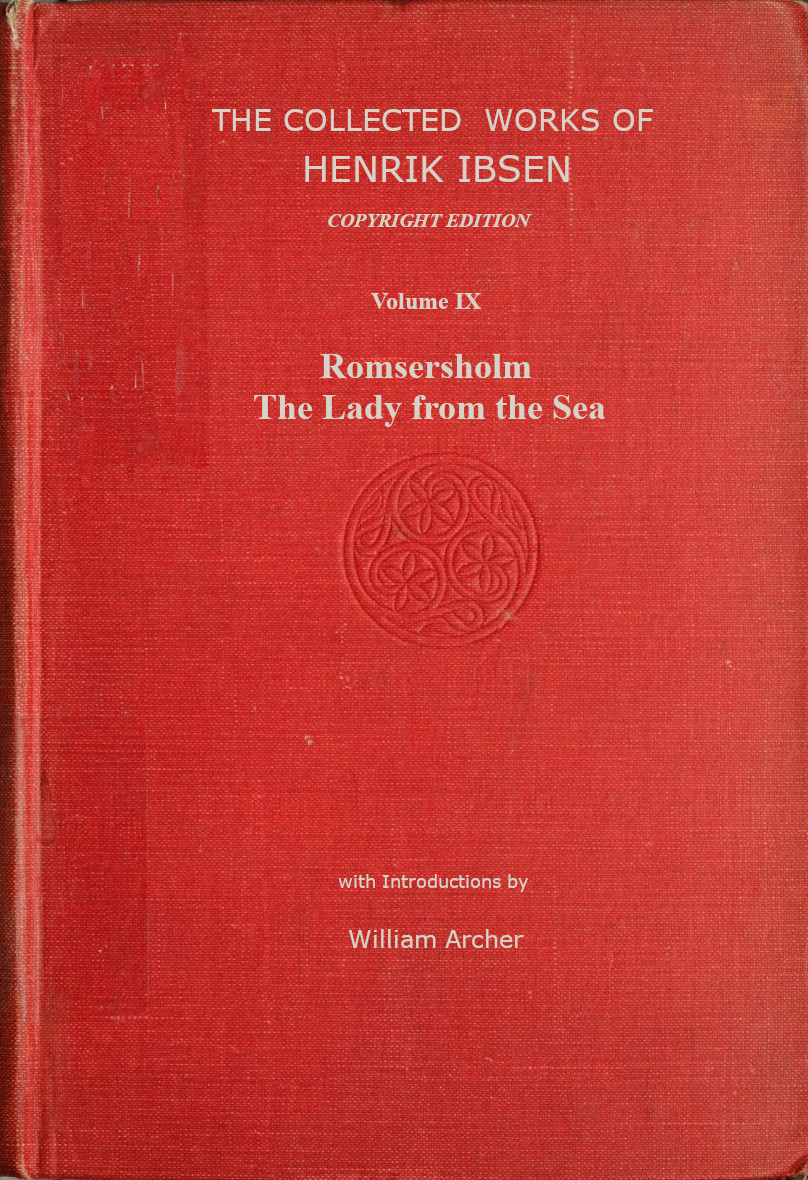 THE COLLECTED WORKS OF
HENRIK IBSEN
COPYRIGHT EDITION
Volume IX
Romsersholm
The Lady from the Sea
with Introductions by
William Archer